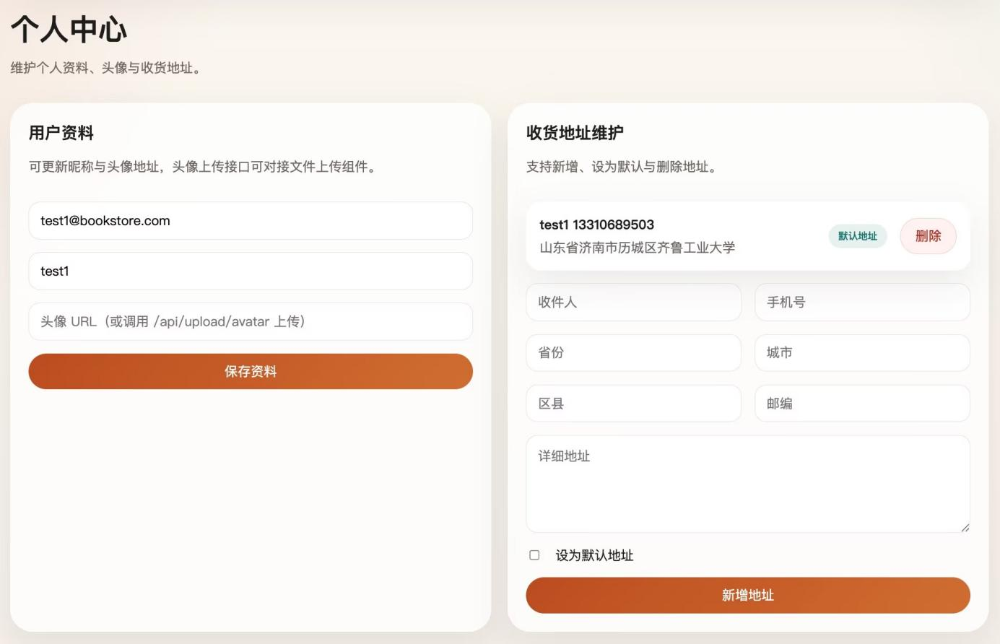 个人中心
维护个人资料、头像与收货地址。
用户资料
可更新昵称与头像地址，头像上传接口可对接文件上传组件。
test1@bookstore.com
test1
头像 URL（或调用 /api/upload/avatar 上传）
保存资料
收货地址维护
支持新增、设为默认与删除地址。
test1 13310689503
山东省济南市历城区齐鲁工业大学
默认地址
删除
收件人
手机号
省份
城市
区县
邮编
详细地址
设为默认地址
新增地址